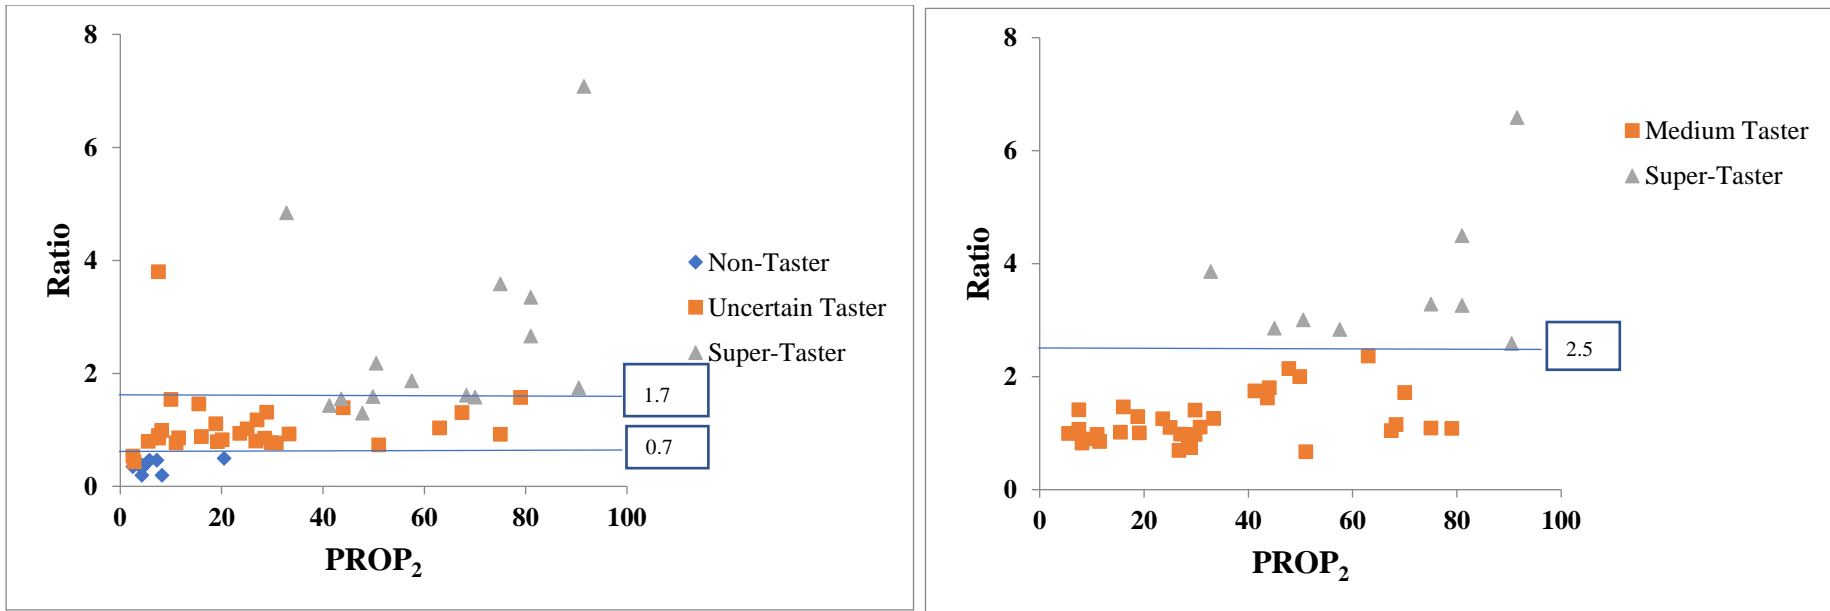 8
6
4
2
0
Ratio
0
20
40
60
80
100
PROP2
Non-Taster
Uncertain Taster
Super-Taster
1.7
0.7
8
6
4
2
0
Ratio
0
20
40
60
80
100
PROP2
Medium Taster
Super-Taster
2.5